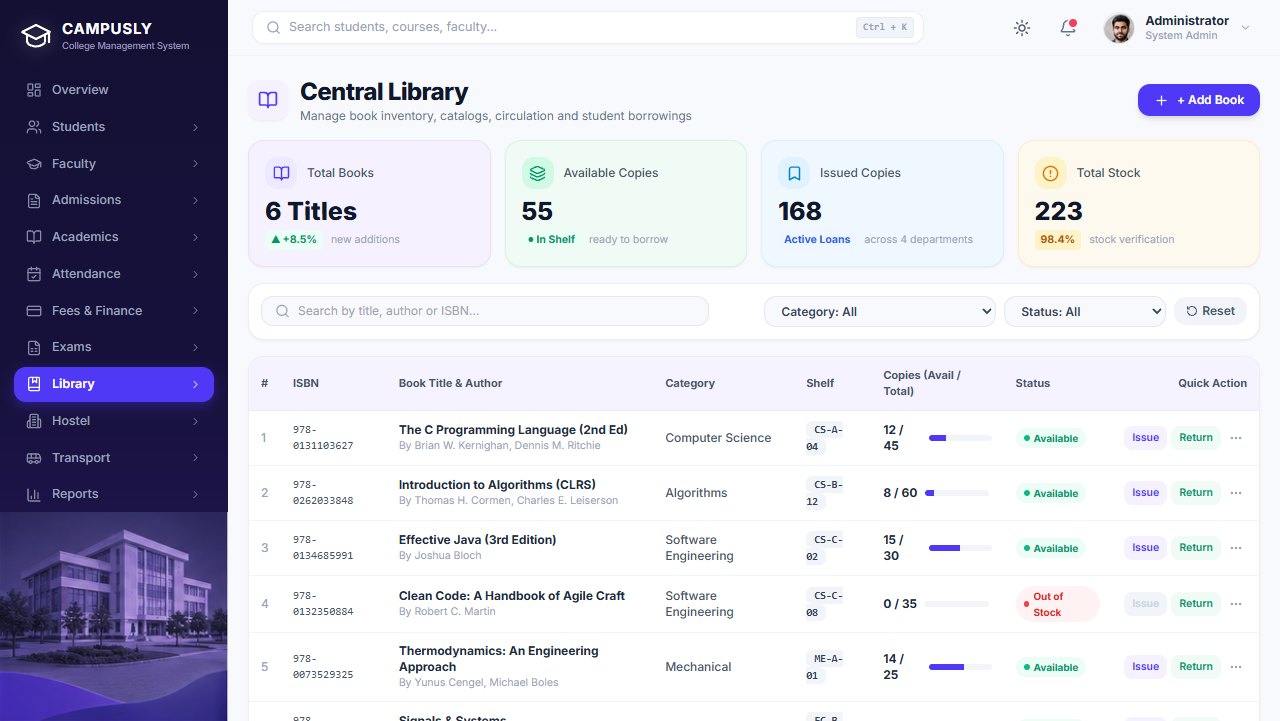 CAMPUSLY
College Management System
Overview
Students
Faculty
Admissions
Academics
Attendance
Fees & Finance
Exams
Library
Hostel
Transport
Reports
Search students, courses, faculty...
Ctrl + K
Administrator
System Admin
Central Library
Manage book inventory, catalogs, circulation and student borrowings
+ Add Book
Total Books
6 Titles
▲ +8.5% new additions
Available Copies
55
● In Shelf ready to borrow
Issued Copies
168
Active Loans across 4 departments
Total Stock
223
98.4% stock verification
Search by title, author or ISBN...
Category: All
Status: All
Reset
# ISBN Book Title & Author Category Shelf Copies (Avail / Total) Status Quick Action
1
978-
0131103627
The C Programming Language (2nd Ed)
By Brian W. Kernighan, Dennis M. Ritchie
Computer Science
CS-A-
04
12 /
45
Available
Issue
Return
2
978-
0262033848
Introduction to Algorithms (CLRS)
By Thomas H. Cormen, Charles E. Leiserson
Algorithms
CS-B-
12
8 / 60
Available
Issue
Return
3
978-
0134685991
Effective Java (3rd Edition)
By Joshua Bloch
Software
Engineering
CS-C-
02
15 /
30
Available
Issue
Return
4
978-
0132350884
Clean Code: A Handbook of Agile Craft
By Robert C. Martin
Software
Engineering
CS-C-
08
0 / 35
Out of
Stock
Issue
Return
5
978-
0073529325
Thermodynamics: An Engineering
Approach
By Yunus Cengel, Michael Boles
Mechanical
ME-A-
01
14 /
25
Available
Issue
Return
978-
Signals & Systems